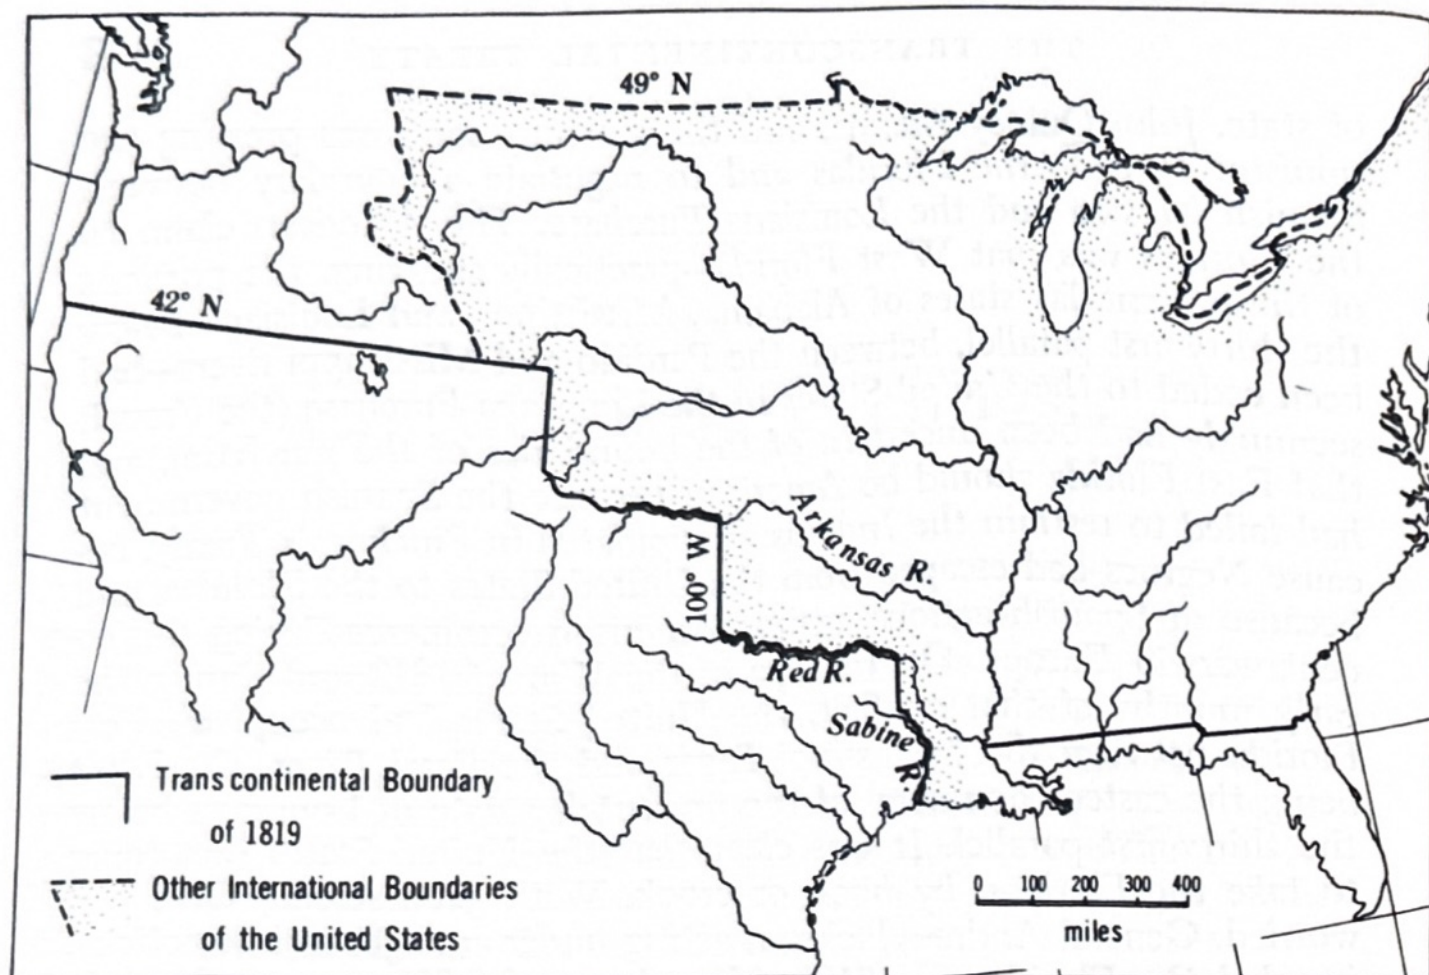 49° N
42° N
Arkansas R.
100° W
Red R.
Sabine R.
Trans continental Boundary
of 1819
Other International Boundaries
of the United States
0 100 200 300 400
miles